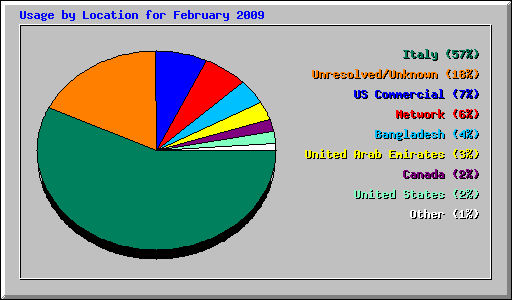 Usage by Location for February 2009
Italy (57%)
Unresolved/Unknown (18%)
US Commercial (7%)
Network (6%)
Bangladesh (4%)
United Arab Emirates (3%)
Canada (2%)
United States (2%)
Other (1%)